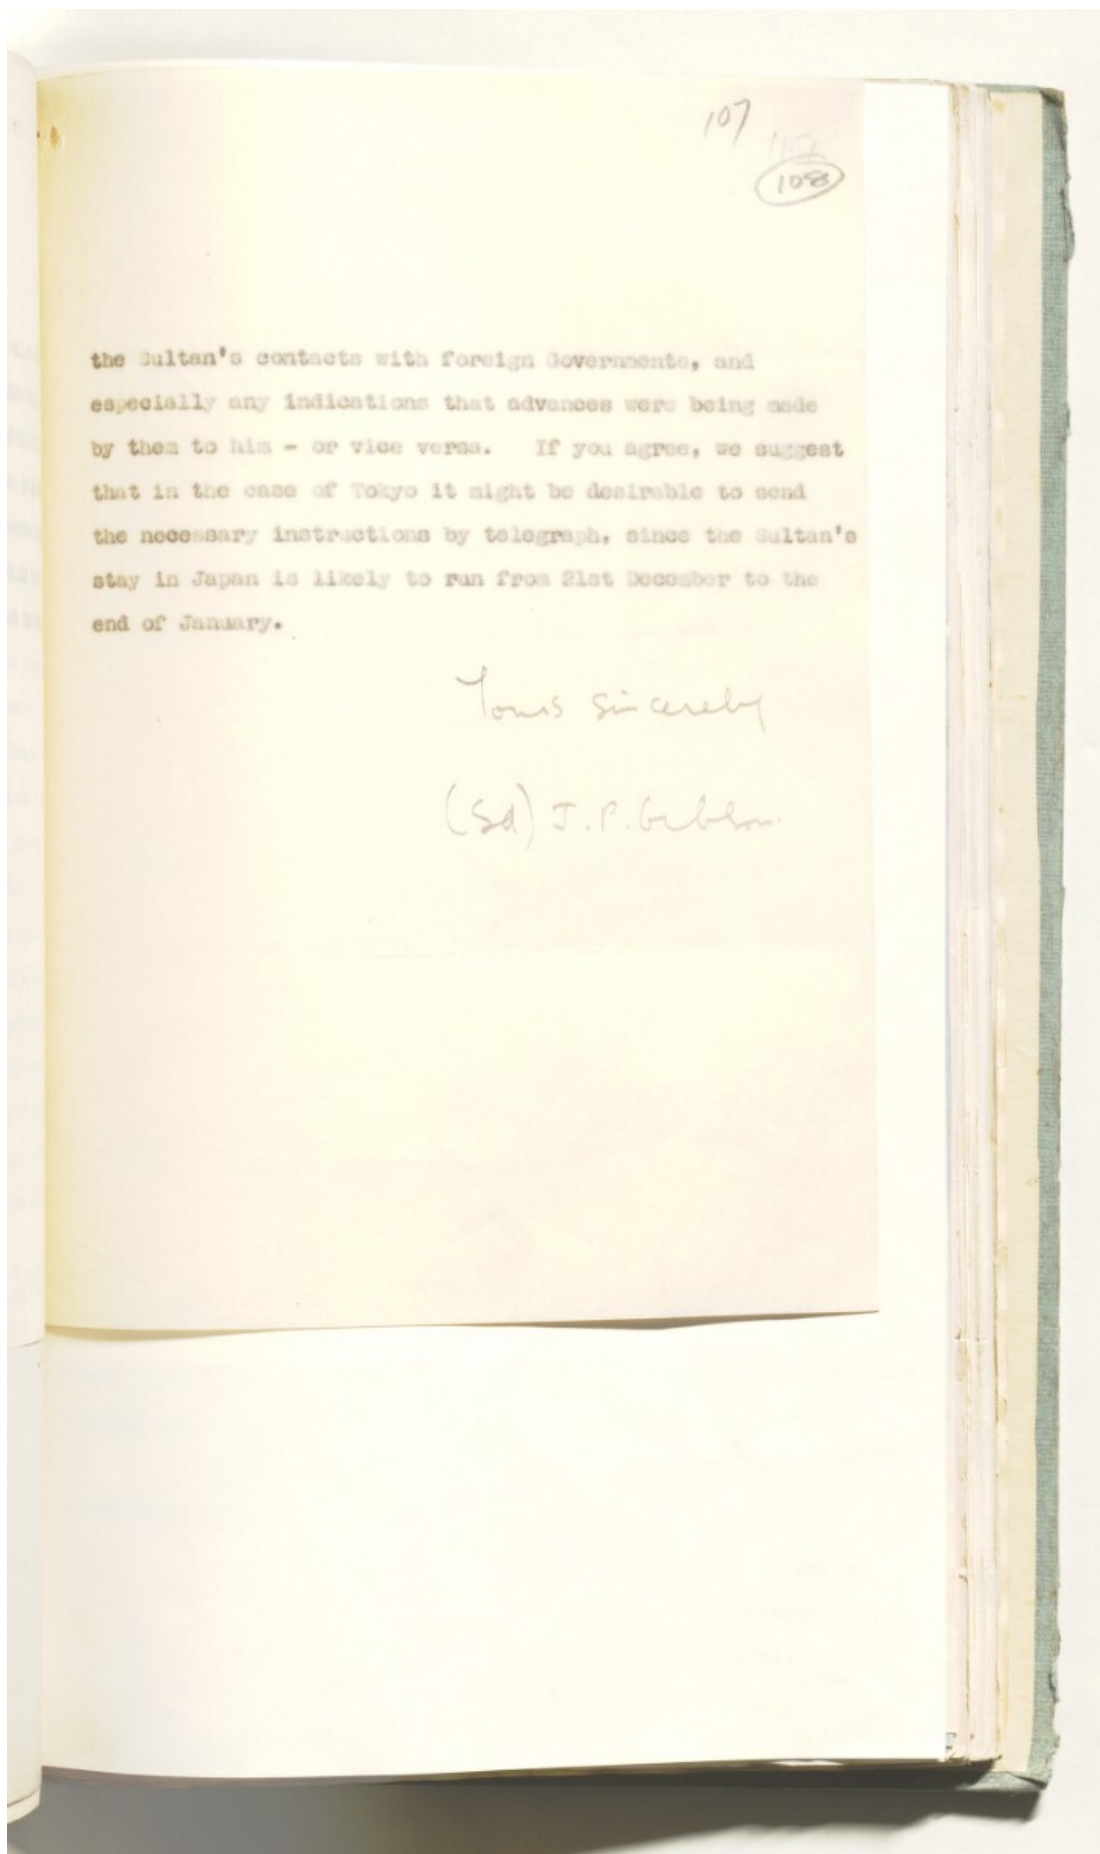 107
108
the Sultan's contacts with foreign Governments, and
especially any indications that advances were being made
by them to him - or vice versa. If you agree, we suggest
that in the case of Tokyo it might be desirable to send
the necessary instructions by telegraph, since the Sultan's
stay in Japan is likely to run from 21st December to the
end of January.
Yours sincerely
(Sd) J.P. Gibson.